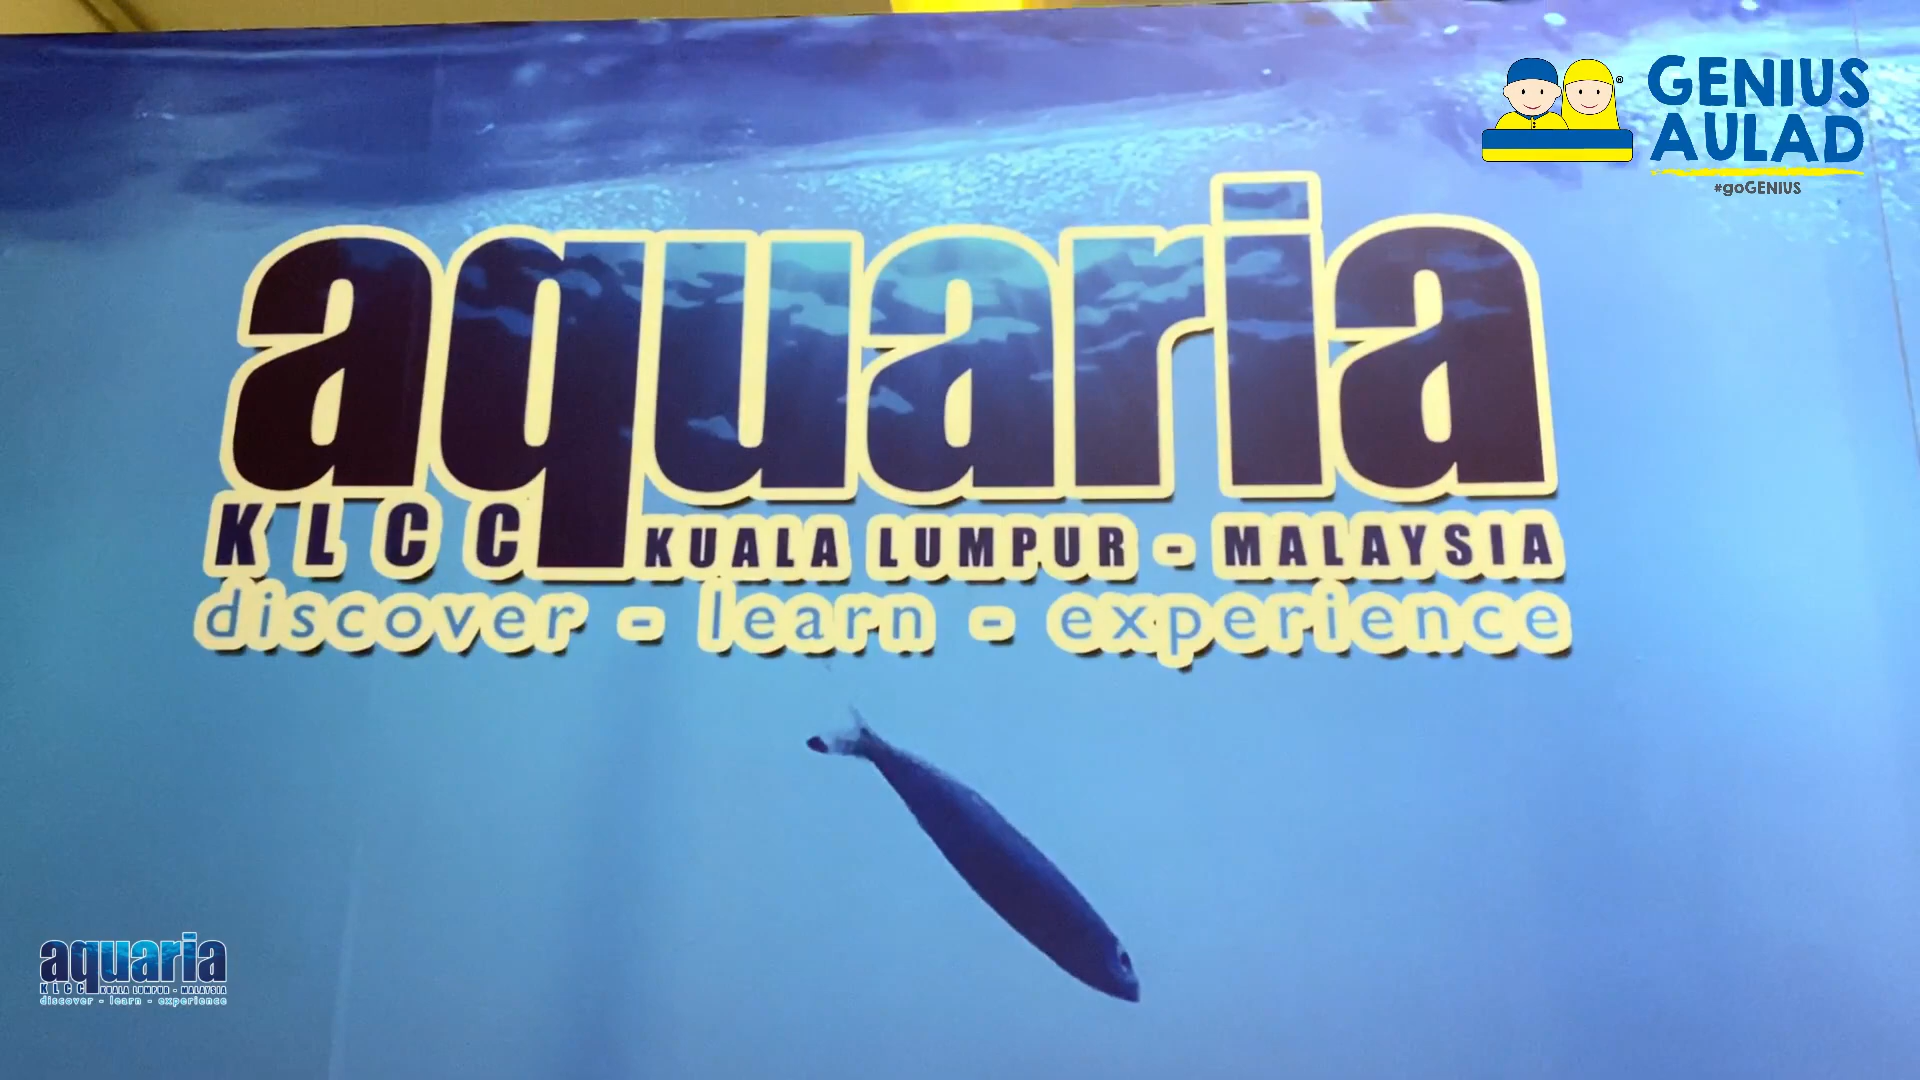 GENIUS
AULAD
#goGENIUS
aquaria
KLCC KUALA LUMPUR - MALAYSIA
discover - learn - experience
aquaria
KLCC KUALA LUMPUR - MALAYSIA
discover - learn - experience